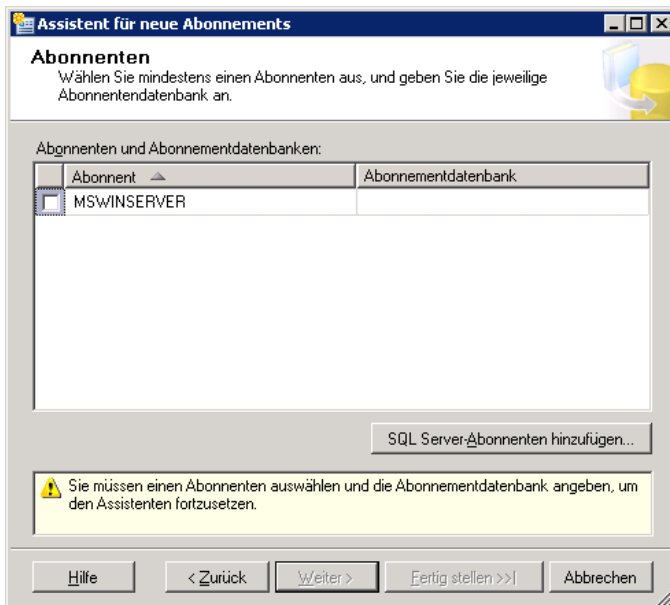 Assistent für neue Abonnements
Abonnenten
Wählen Sie mindestens einen Abonnenten aus, und geben Sie die jeweilige
Abonnentendatenbank an.
Abonnenten und Abonnementdatenbanken:
Abonnent Abonnementdatenbank
MSWINSERVER
SQL Server-Abonnenten hinzufügen...
Sie müssen einen Abonnenten auswählen und die Abonnementdatenbank angeben, um
den Assistenten fortzusetzen.
Hilfe < Zurück Weiter > Fertig stellen >>| Abbrechen